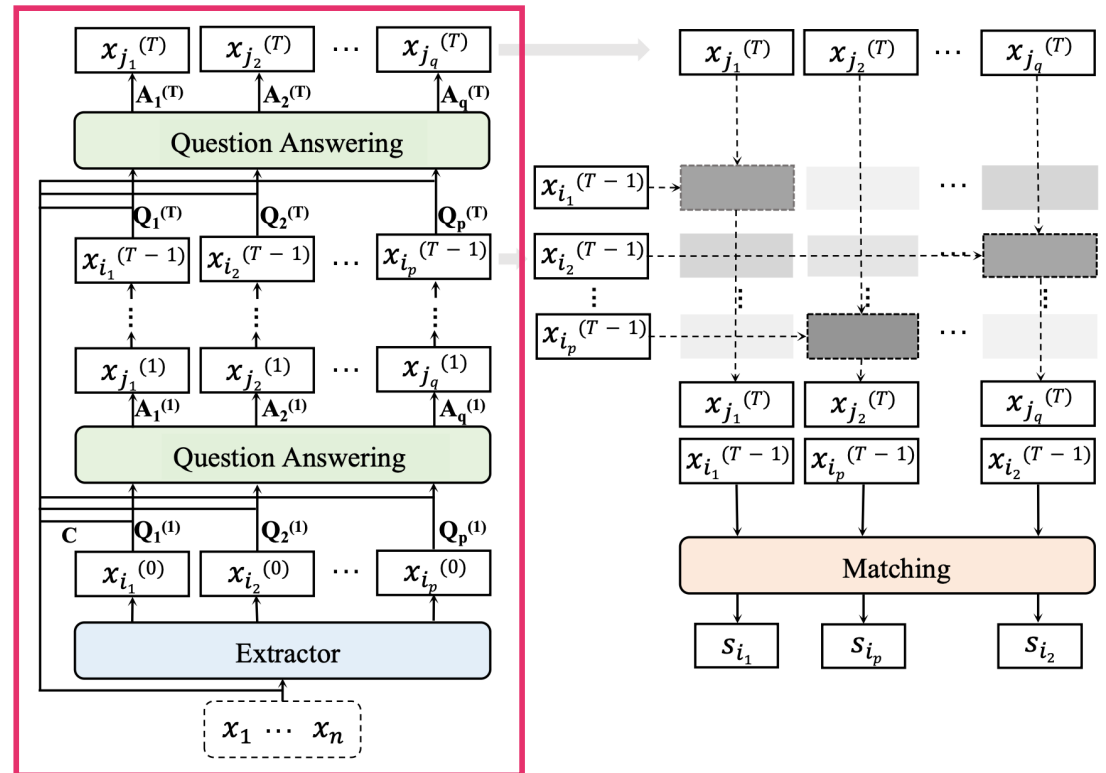 x_{j_1}^{(T)} x_{j_2}^{(T)} ⋯ x_{j_q}^{(T)}
A_1^{(T)} A_2^{(T)} A_q^{(T)}
Question Answering
Q_1^{(T)} Q_2^{(T)} Q_p^{(T)}
x_{i_1}^{(T-1)} x_{i_2}^{(T-1)} ⋯ x_{i_p}^{(T-1)}
⋮ ⋮ ⋮
x_{j_1}^{(1)} x_{j_2}^{(1)} ⋯ x_{j_q}^{(1)}
A_1^{(1)} A_2^{(1)} A_q^{(1)}
Question Answering
C Q_1^{(1)} Q_2^{(1)} Q_p^{(1)}
x_{i_1}^{(0)} x_{i_2}^{(0)} ⋯ x_{i_p}^{(0)}
Extractor
x_1 ⋯ x_n
x_{j_1}^{(T)} x_{j_2}^{(T)} ⋯ x_{j_q}^{(T)}
x_{i_1}^{(T-1)} ⋯
x_{i_2}^{(T-1)} ⋯
⋮ ⋮ ⋮ ⋮
x_{i_p}^{(T-1)} ⋯
x_{j_1}^{(T)} x_{j_2}^{(T)} x_{j_q}^{(T)}
x_{i_1}^{(T-1)} x_{i_p}^{(T-1)} x_{i_2}^{(T-1)}
Matching
s_{i_1} s_{i_p} s_{i_2}